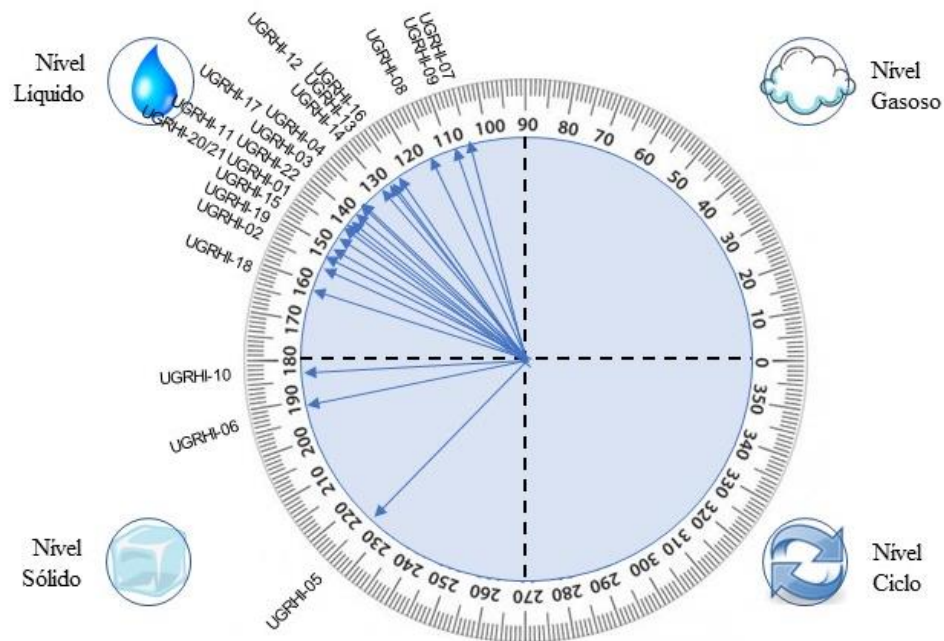 Nível
Líquido
Nível
Gasoso
Nível
Sólido
Nível
Ciclo
UGRHI-07
UGRHI-09
UGRHI-08
UGRHI-12
UGRHI-16
UGRHI-13
UGRHI-14
UGRHI-17
UGRHI-04
UGRHI-03
UGRHI-11
UGRHI-22
UGRHI-20/21
UGRHI-01
UGRHI-15
UGRHI-19
UGRHI-02
UGRHI-18
UGRHI-10
UGRHI-06
UGRHI-05
0
10
20
30
40
50
60
70
80
90
100
110
120
130
140
150
160
170
180
190
200
210
220
230
240
250
260
270
280
290
300
310
320
330
340
350